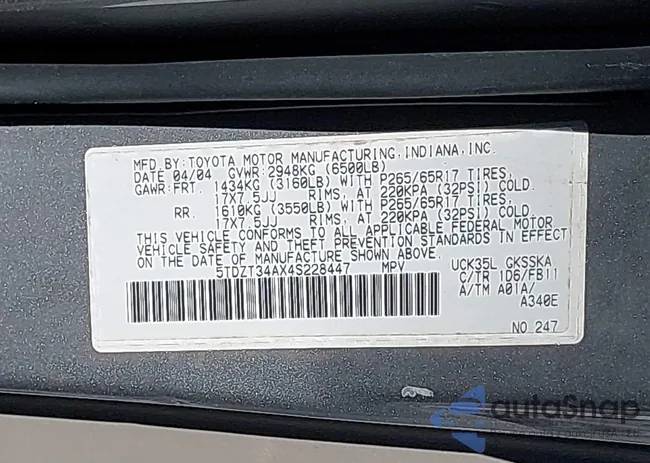 MFD.BY:TOYOTA MOTOR MANUFACTURING,INDIANA,INC.
DATE 04/04 GVWR:2948KG (6500LB)
GAWR:FRT. 1434KG (3160LB) WITH P265/65R17 TIRES,
17X7.5JJ RIMS, AT 220KPA (32PSI) COLD.
RR. 1610KG (3550LB) WITH P265/65R17 TIRES,
17X7.5JJ RIMS, AT 220KPA (32PSI) COLD.
THIS VEHICLE CONFORMS TO ALL APPLICABLE FEDERAL MOTOR
VEHICLE SAFETY AND THEFT PREVENTION STANDARDS IN EFFECT
ON THE DATE OF MANUFACTURE SHOWN ABOVE.
5TDZT34AX4S228447 MPV
UCK35L GKSSKA
C/TR 1D6/FB11
A/TM A01A/
A340E
NO.247
autoSnap